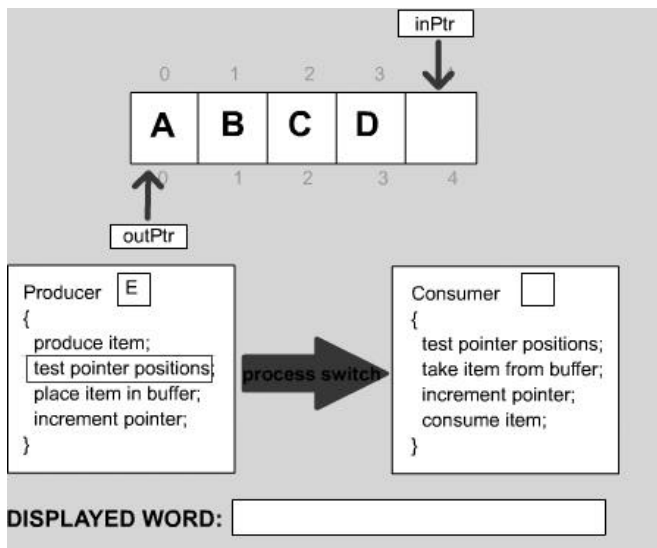 inPtr
0 1 2 3
A B C D
0 1 2 3 4
outPtr
Producer E
{
produce item;
test pointer positions;
place item in buffer;
increment pointer;
}
process switch
Consumer
{
test pointer positions;
take item from buffer;
increment pointer;
consume item;
}
DISPLAYED WORD: